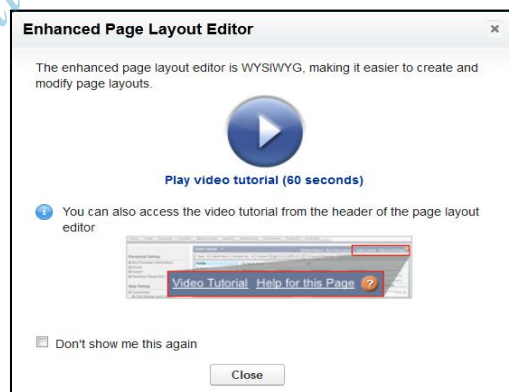 Enhanced Page Layout Editor
The enhanced page layout editor is WYSIWYG, making it easier to create and
modify page layouts.
Play video tutorial (60 seconds)
You can also access the video tutorial from the header of the page layout
editor
Video Tutorial Help for this Page ?
Don't show me this again
Close